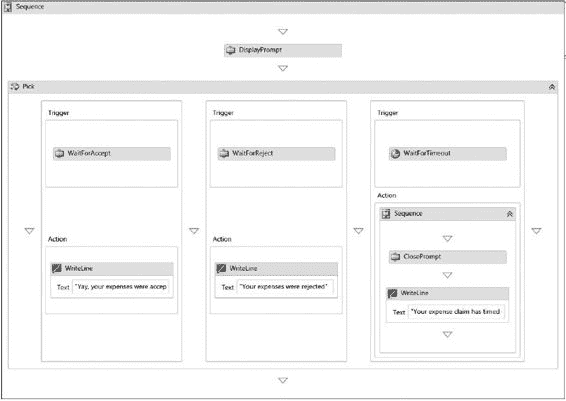 Sequence
DisplayPrompt
Pick
Trigger
WaitForAccept
Action
WriteLine
Text "Yay, your expenses were accep
Trigger
WaitForReject
Action
WriteLine
Text "Your expenses were rejected"
Trigger
WaitForTimeout
Action
Sequence
ClosePrompt
WriteLine
Text "Your expense claim has timed